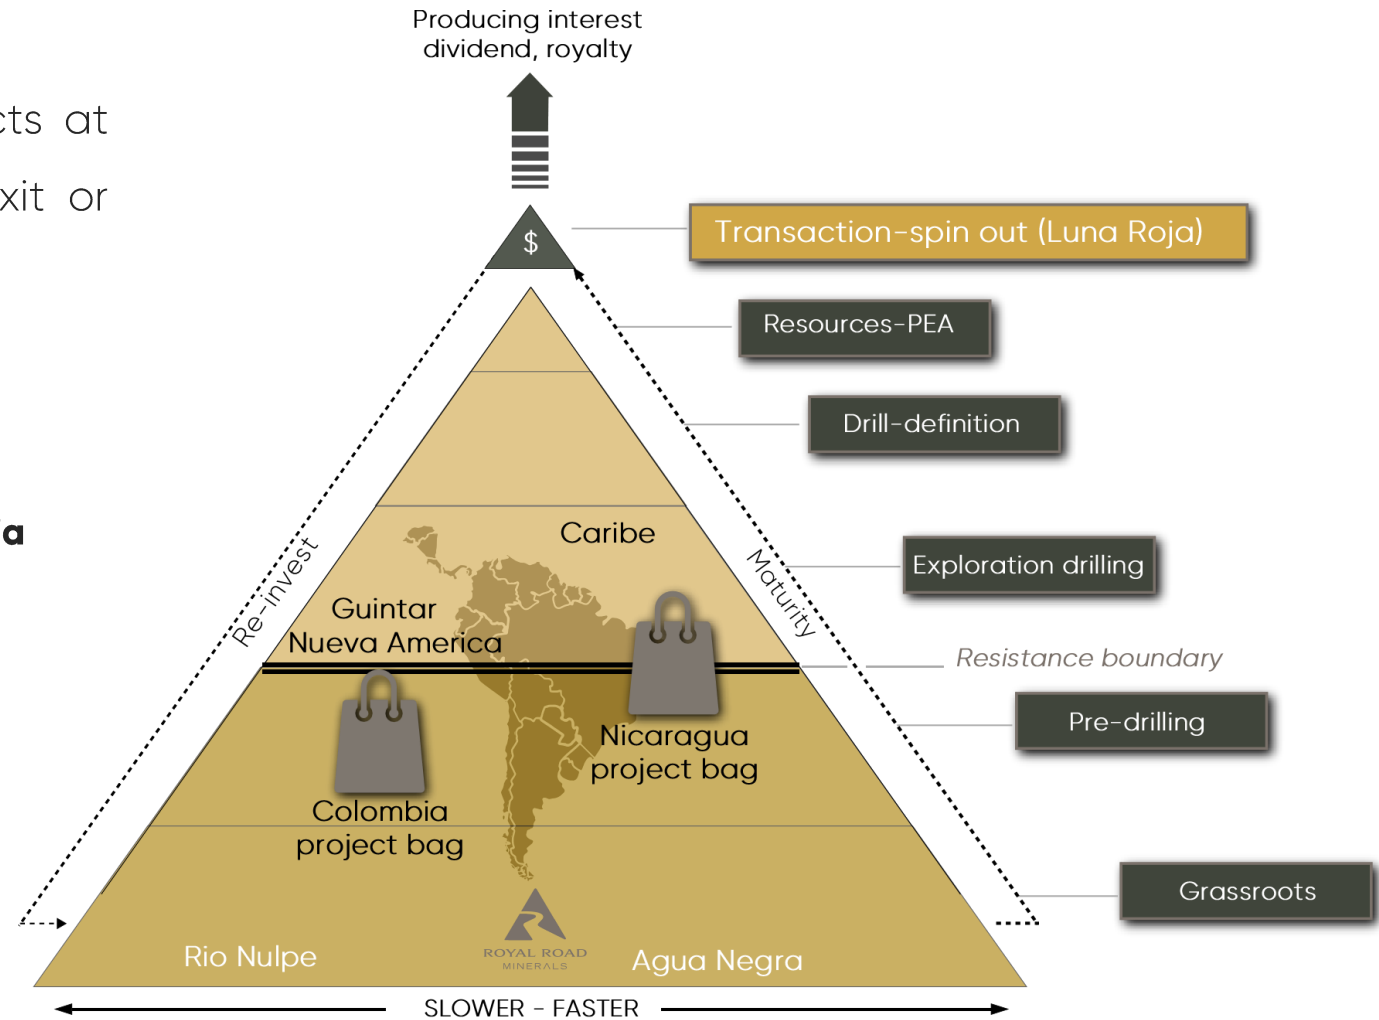 Producing interest
dividend, royalty
at
or
$
Transaction-spin out (Luna Roja)
Resources-PEA
Drill-definition
Caribe
Exploration drilling
Re-invest
Maturity
Guintar
Nueva America
Resistance boundary
Pre-drilling
Nicaragua
project bag
Colombia
project bag
Grassroots
ROYAL ROAD
MINERALS
Rio Nulpe
Agua Negra
SLOWER - FASTER